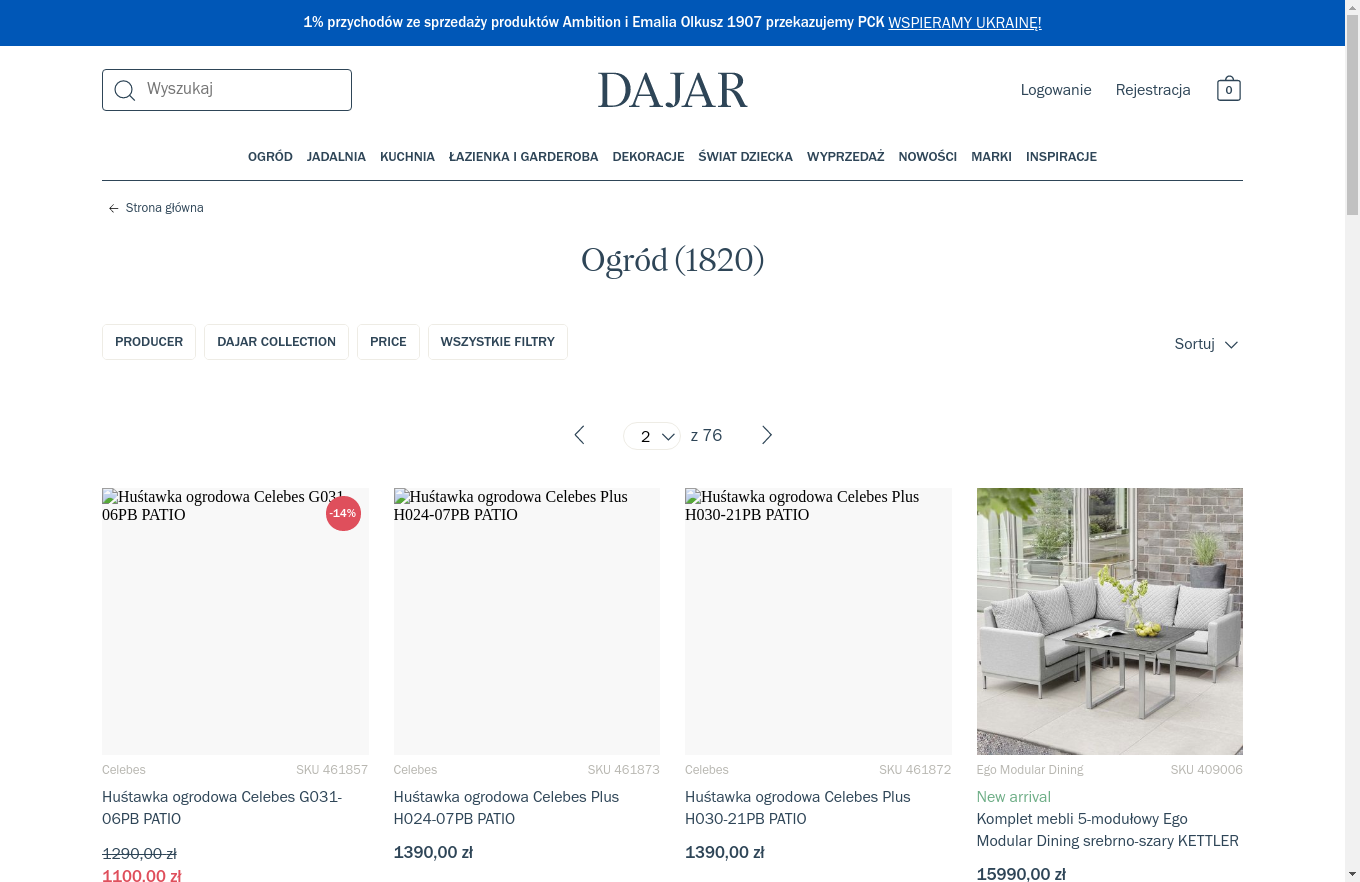 1% przychodów ze sprzedaży produktów Ambition i Emalia Olkusz 1907 przekazujemy PCK WSPIERAMY UKRAINĘ!
Wyszukaj
DAJAR
Logowanie
Rejestracja
0
OGRÓD JADALNIA KUCHNIA ŁAZIENKA I GARDEROBA DEKORACJE ŚWIAT DZIECKA WYPRZEDAŻ NOWOŚCI MARKI INSPIRACJE
Strona główna
Ogród (1820)
PRODUCER
DAJAR COLLECTION
PRICE
WSZYSTKIE FILTRY
Sortuj
2 z 76
Huśtawka ogrodowa Celebes G031-
06PB PATIO
-14%
Celebes SKU 461857
Huśtawka ogrodowa Celebes G031-
06PB PATIO
1290,00 zł
1100,00 zł
Huśtawka ogrodowa Celebes Plus
H024-07PB PATIO
Celebes SKU 461873
Huśtawka ogrodowa Celebes Plus
H024-07PB PATIO
1390,00 zł
Huśtawka ogrodowa Celebes Plus
H030-21PB PATIO
Celebes SKU 461872
Huśtawka ogrodowa Celebes Plus
H030-21PB PATIO
1390,00 zł
Ego Modular Dining SKU 409006
New arrival
Komplet mebli 5-modułowy Ego
Modular Dining srebrno-szary KETTLER
15990,00 zł